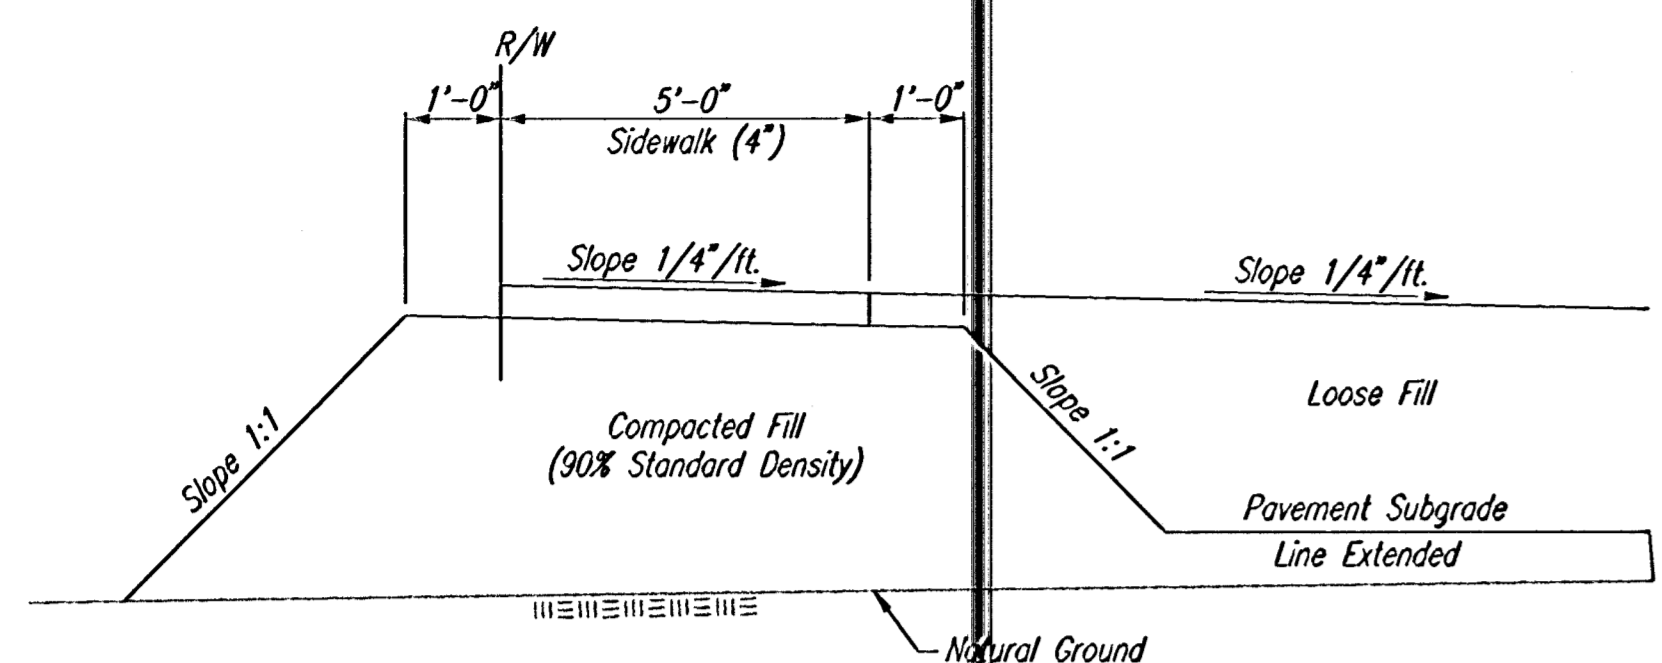 R/W
1'-0" 5'-0" 1'-0"
Sidewalk (4")
Slope 1/4"/ft.
Slope 1/4"/ft.
Slope 1:1
Compacted Fill
(90% Standard Density)
Slope 1:1
Loose Fill
Pavement Subgrade
Line Extended
Natural Ground